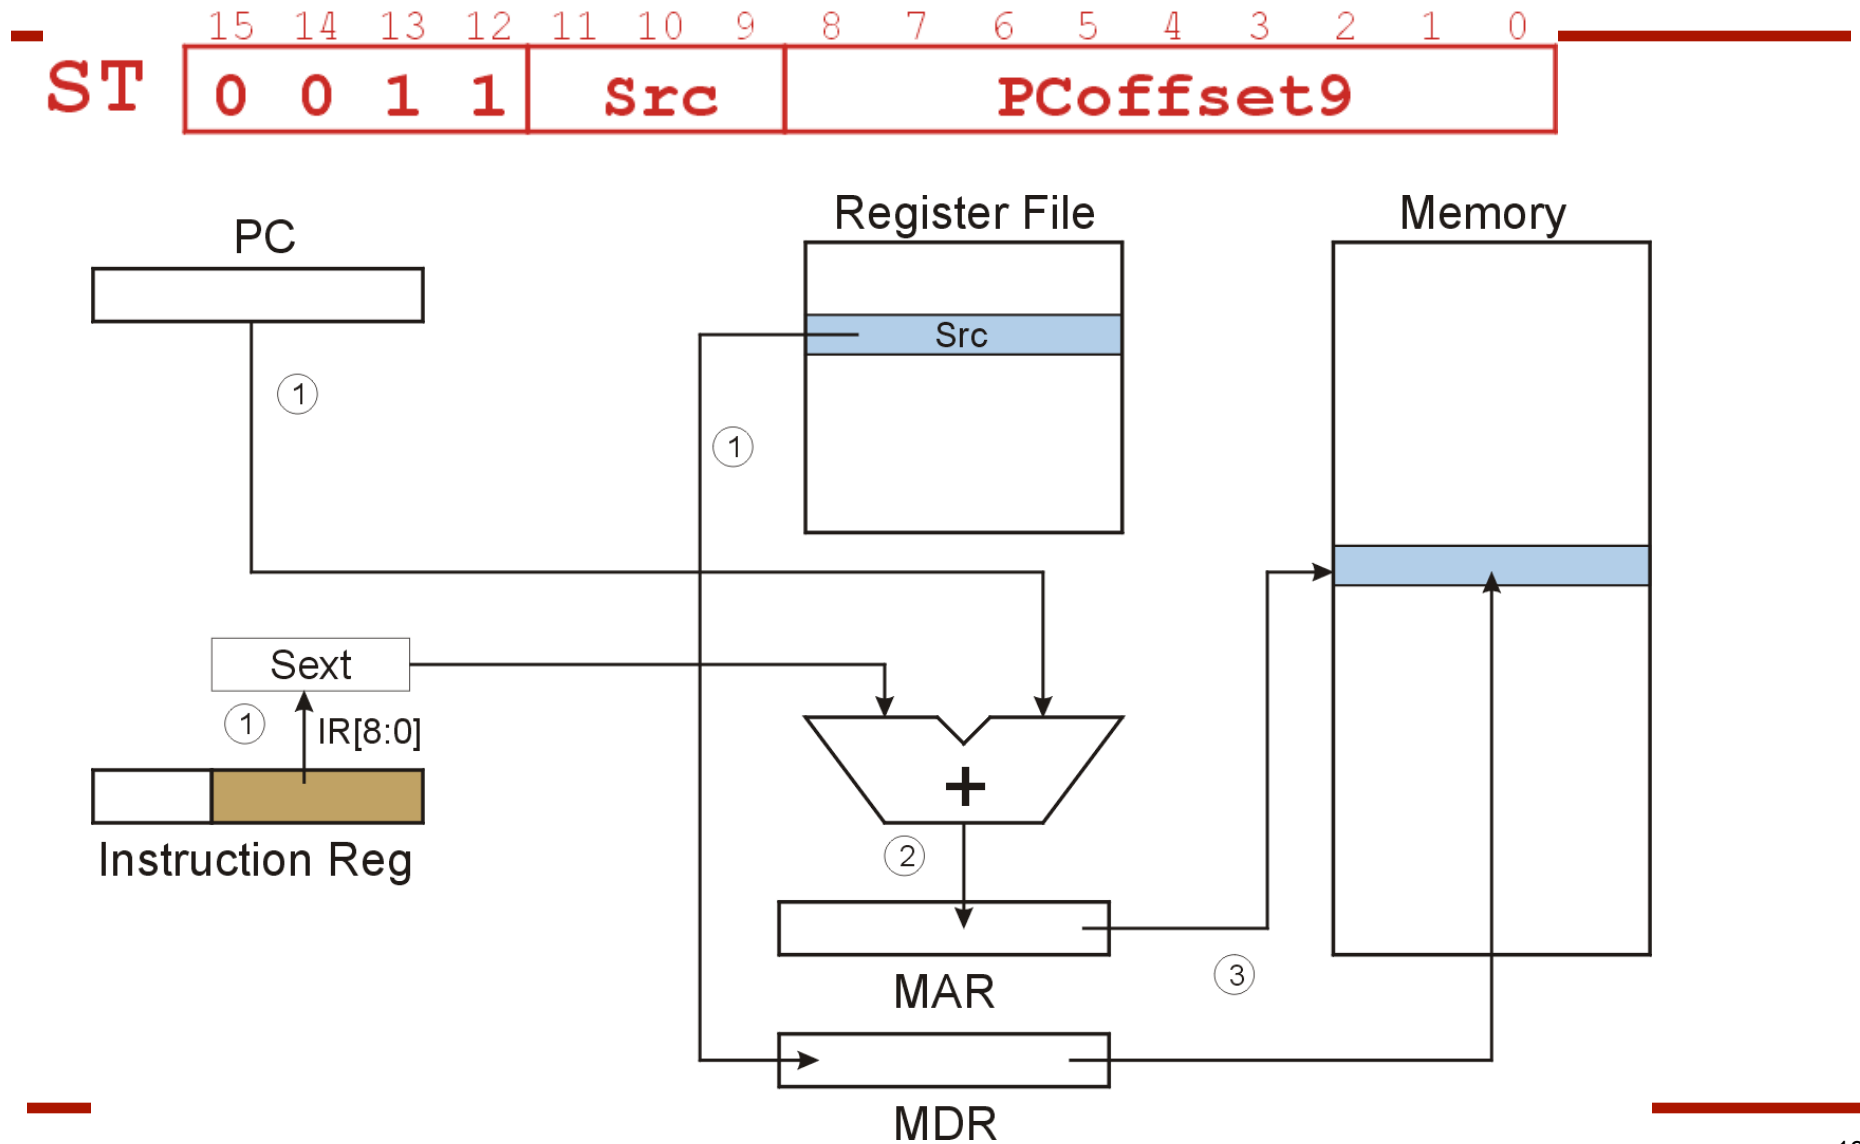 15 14 13 12 11 10 9 8 7 6 5 4 3 2 1 0
ST 0 0 1 1 Src PCoffset9
Register File
Memory
PC
Src
1
1
Sext
1
IR[8:0]
+
Instruction Reg
2
3
MAR
MDR